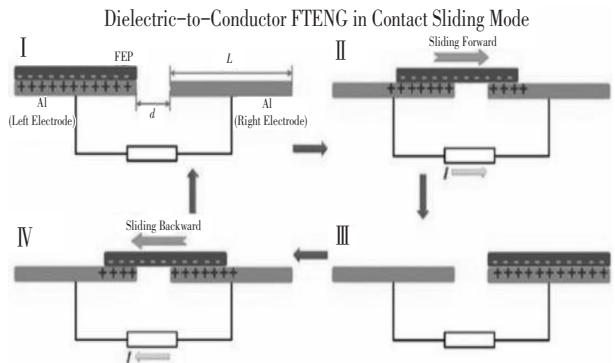 Dielectric-to-Conductor FTENG in Contact Sliding Mode
I
FEP
L
Al
(Left Electrode)
d
Al
(Right Electrode)
II
Sliding Forward
I
IV
Sliding Backward
I
III